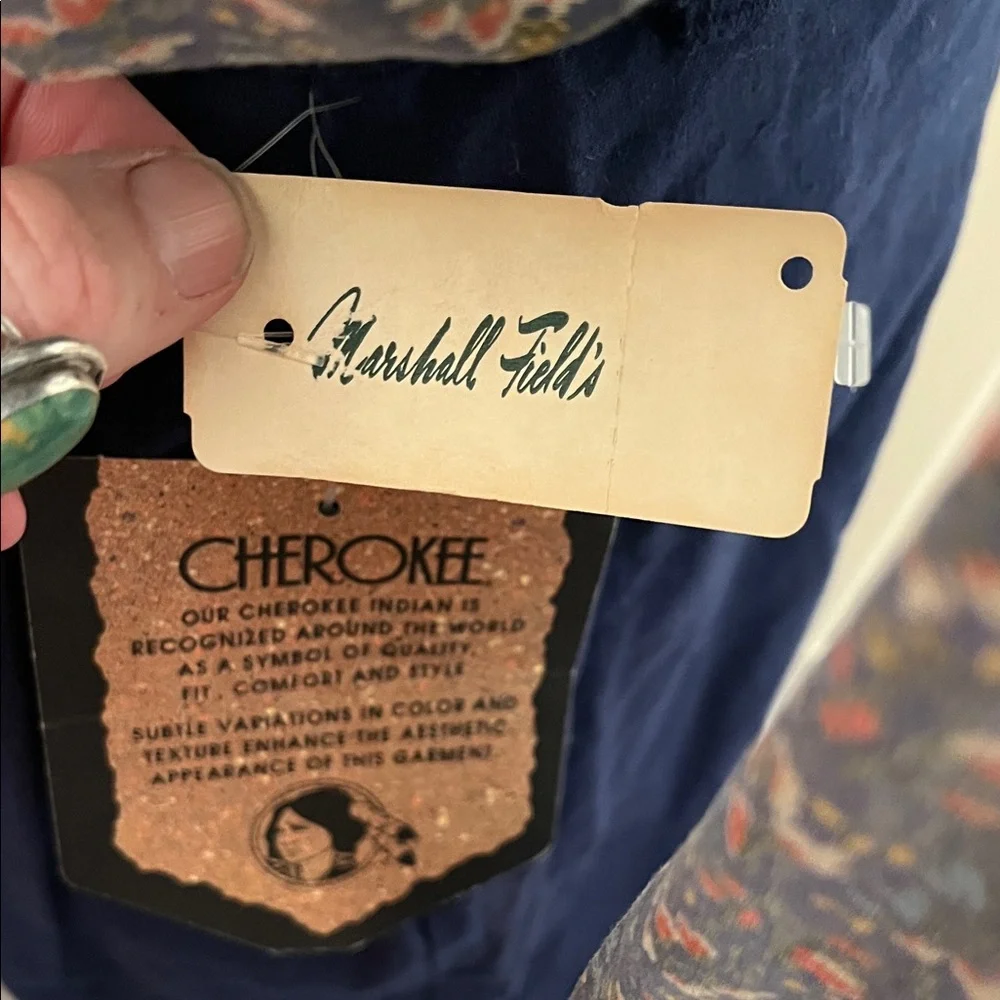 Marshall Field's
CHEROKEE
OUR CHEROKEE INDIAN IS
RECOGNIZED AROUND THE WORLD
AS A SYMBOL OF QUALITY,
FIT, COMFORT AND STYLE
SUBTLE VARIATIONS IN COLOR AND
TEXTURE ENHANCE THE AESTHETIC
APPEARANCE OF THIS GARMENT.